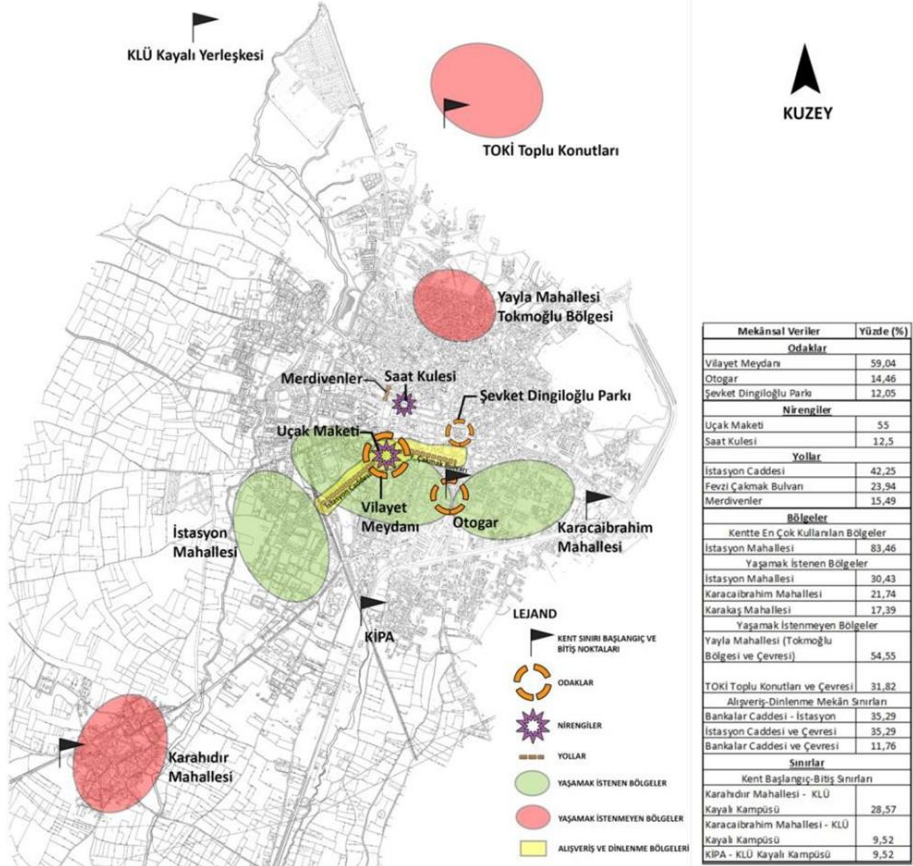 KLÜ Kayalı Yerleşkesi
KUZEY
TOKİ Toplu Konutları
Yayla Mahallesi
Tokmoğlu Bölgesi
Merdivenler
Saat Kulesi
Şevket Dingiloğlu Parkı
Uçak Maketi
Çakmak Bulvarı
İstasyon Caddesi
Vilayet
Meydanı
Otogar
Karacaibrahim
Mahallesi
İstasyon
Mahallesi
KİPA
Karahıdır
Mahallesi
LEJAND
KENT SINIRI BAŞLANGIÇ VE
BİTİŞ NOKTALARI
ODAKLAR
NİRENGİLER
YOLLAR
YAŞAMAK İSTENEN BÖLGELER
YAŞAMAK İSTENMEYEN BÖLGELER
ALIŞVERİŞ VE DİNLENME BÖLGELERİ
Mekânsal Veriler Yüzde (%)
Odaklar
Vilayet Meydanı 59,04
Otogar 14,46
Şevket Dingiloğlu Parkı 12,05
Nirengiler
Uçak Maketi 55
Saat Kulesi 12,5
Yollar
İstasyon Caddesi 42,25
Fevzi Çakmak Bulvarı 23,94
Merdivenler 15,49
Bölgeler
Kentte En Çok Kullanılan Bölgeler
İstasyon Mahallesi 83,46
Yaşamak İstenen Bölgeler
İstasyon Mahallesi 30,43
Karacaibrahim Mahallesi 21,74
Karakaş Mahallesi 17,39
Yaşamak İstenmeyen Bölgeler
Yayla Mahallesi (Tokmoğlu
Bölgesi ve Çevresi) 54,55
TOKİ Toplu Konutları ve Çevresi 31,82
Alışveriş-Dinlenme Mekân Sınırları
Bankalar Caddesi - İstasyon 35,29
İstasyon Caddesi ve Çevresi 35,29
Bankalar Caddesi ve Çevresi 11,76
Sınırlar
Kent Başlangıç-Bitiş Sınırları
Karahıdır Mahallesi - KLÜ
Kayalı Kampüsü 28,57
Karacaibrahim Mahallesi - KLÜ
Kayalı Kampüsü 9,52
KİPA - KLÜ Kayalı Kampüsü 9,52